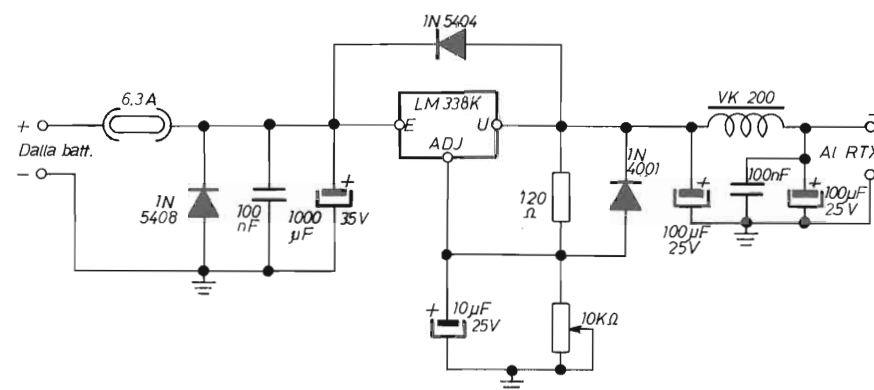 1N 5404
6,3A
LM 338K
VK 200
+
E
U
-
Dalla batt.
ADJ
1N
4001
Al RTX
-
1N
5408
100
nF
1000
µF
+
35V
120
Ω
+
100µF
25V
100nF
+
100µF
25V
+
10µF
25V
10KΩ